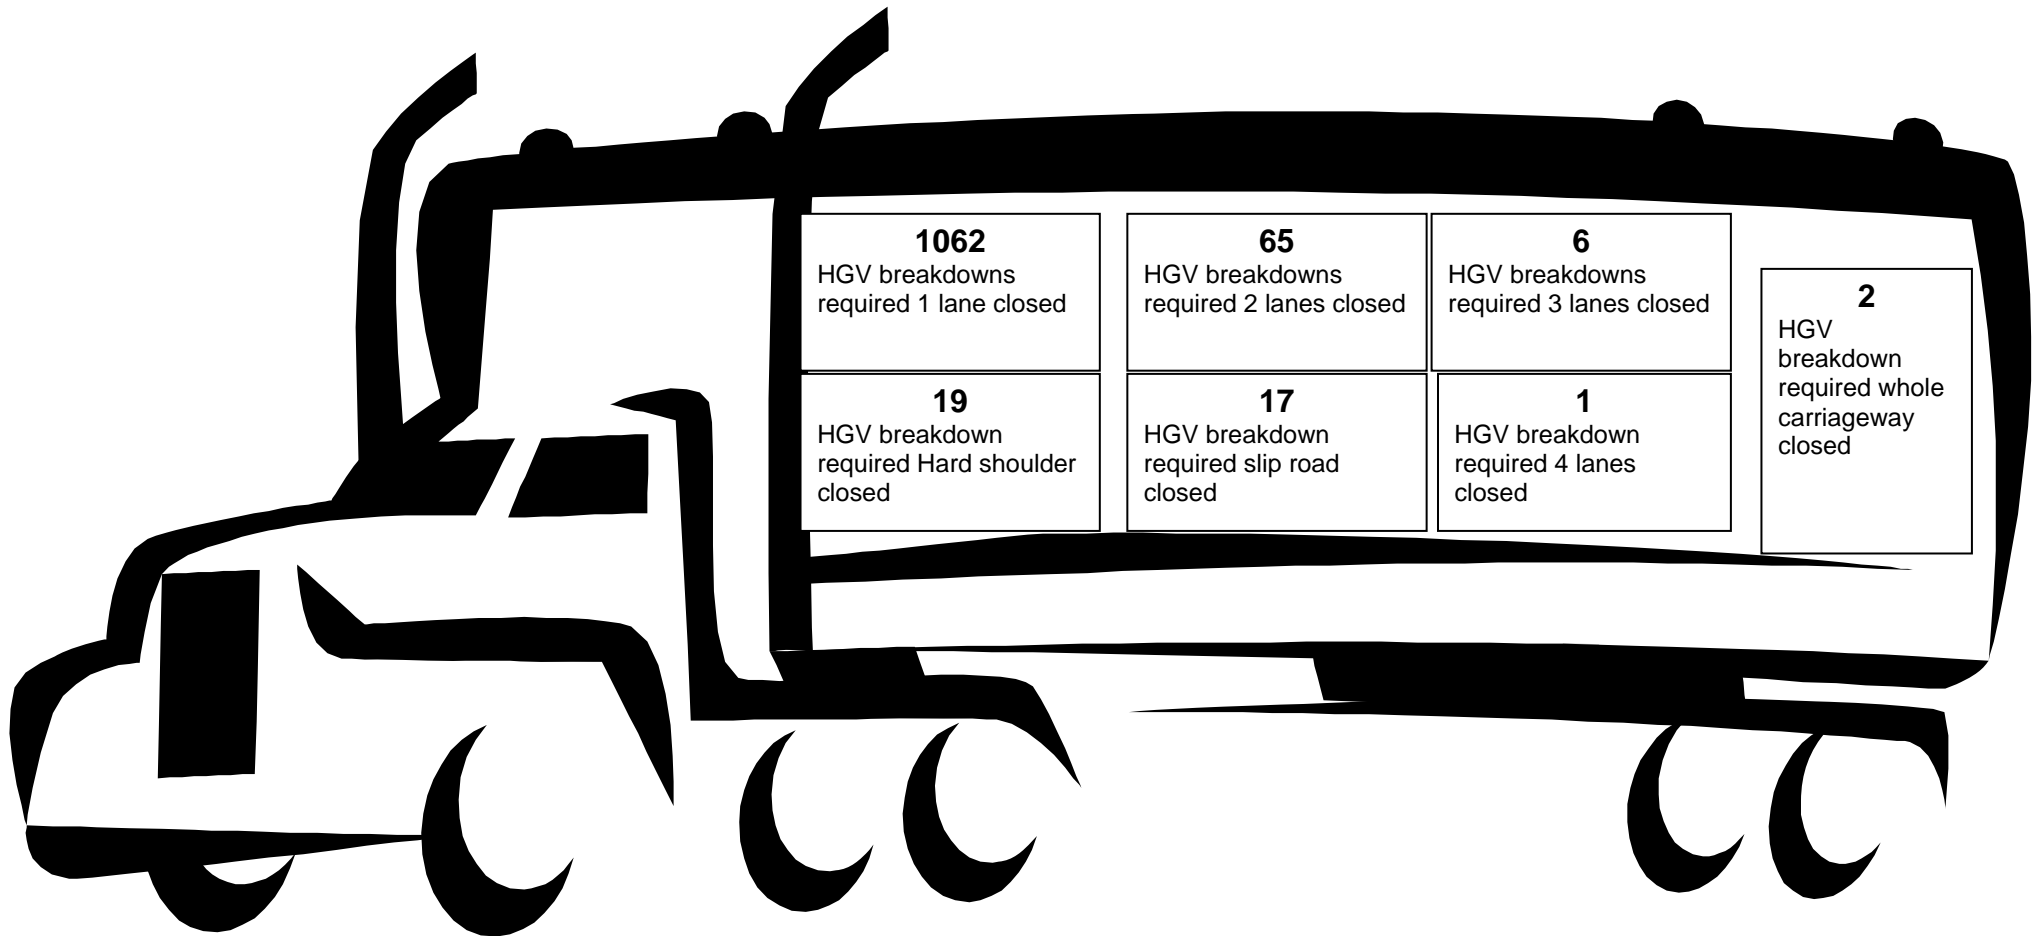 1062
HGV breakdowns
required 1 lane closed
65
HGV breakdowns
required 2 lanes closed
6
HGV breakdowns
required 3 lanes closed
2
HGV
breakdown
required whole
carriageway
closed
19
HGV breakdown
required Hard shoulder
closed
17
HGV breakdown
required slip road
closed
1
HGV breakdown
required 4 lanes
closed